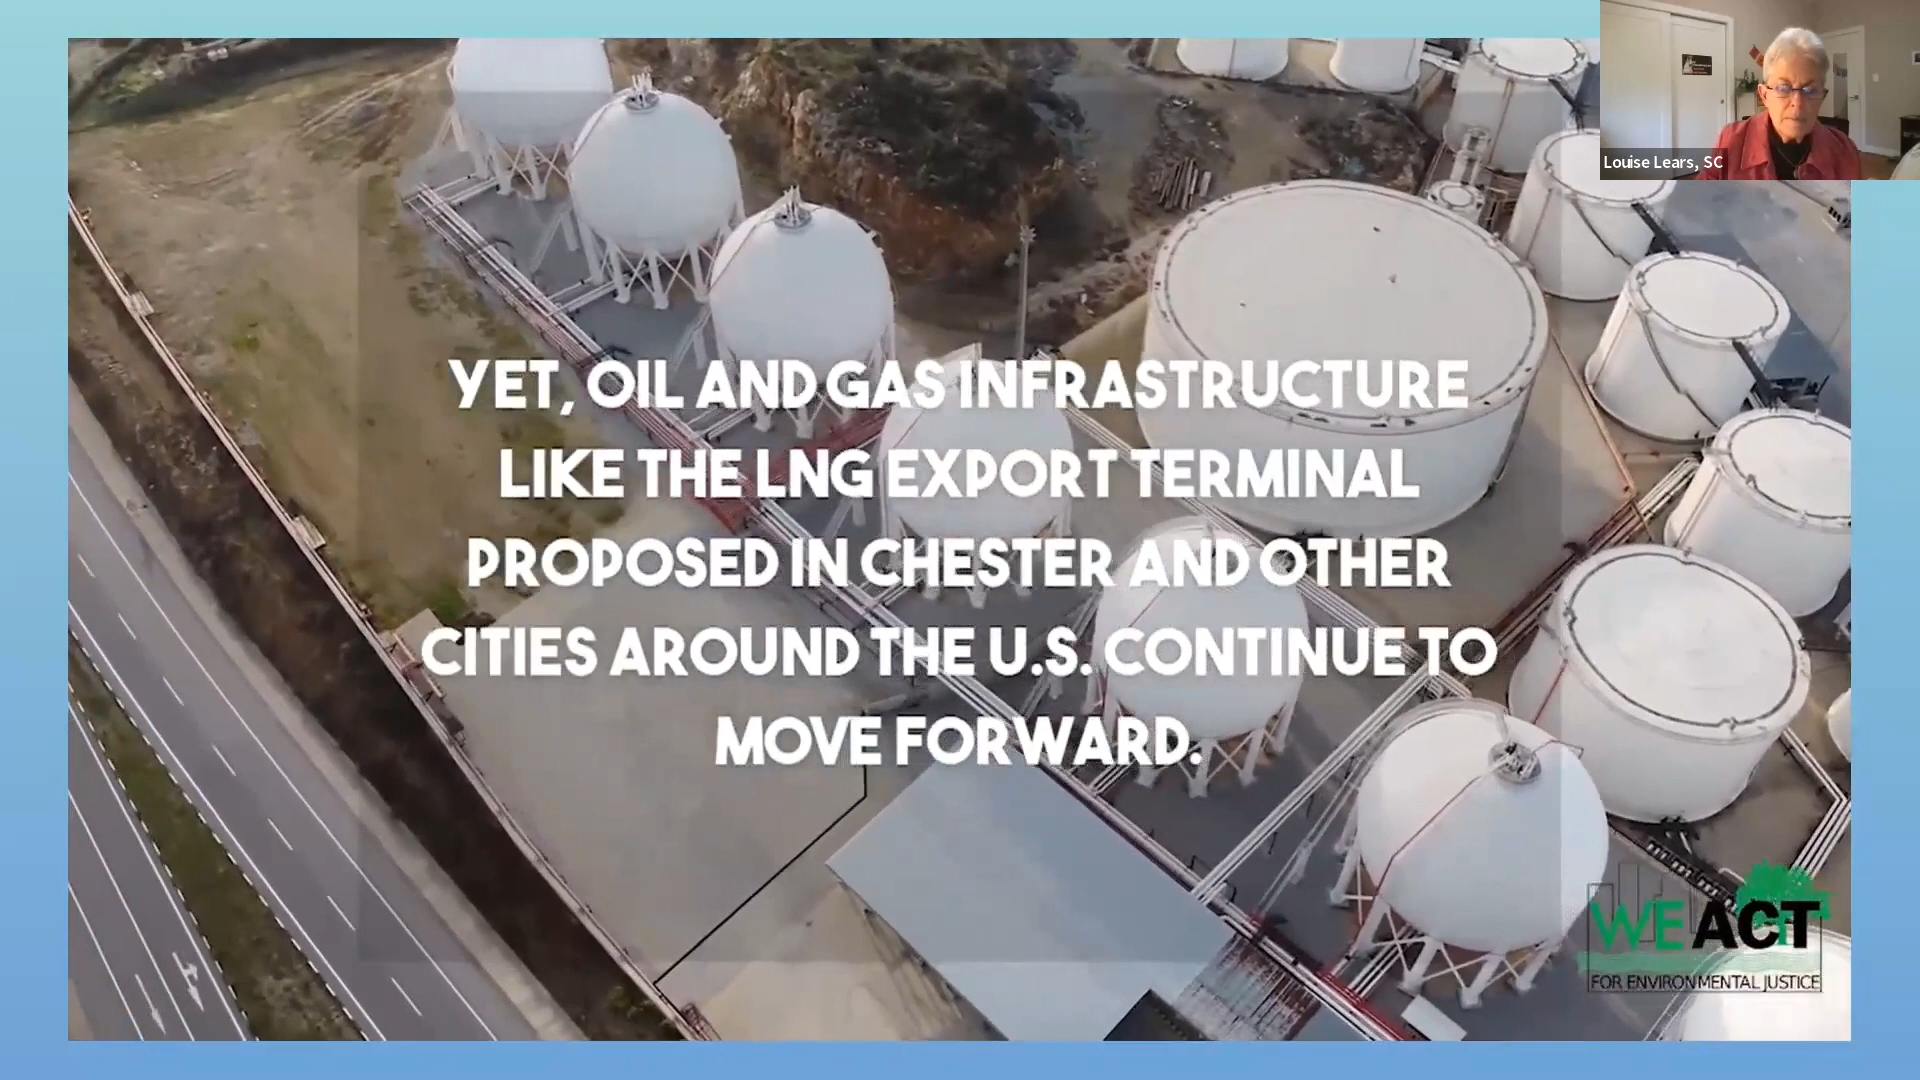 Louise Lears, SC
YET, OIL AND GAS INFRASTRUCTURE
LIKE THE LNG EXPORT TERMINAL
PROPOSED IN CHESTER AND OTHER
CITIES AROUND THE U.S. CONTINUE TO
MOVE FORWARD.
WE ACT
FOR ENVIRONMENTAL JUSTICE